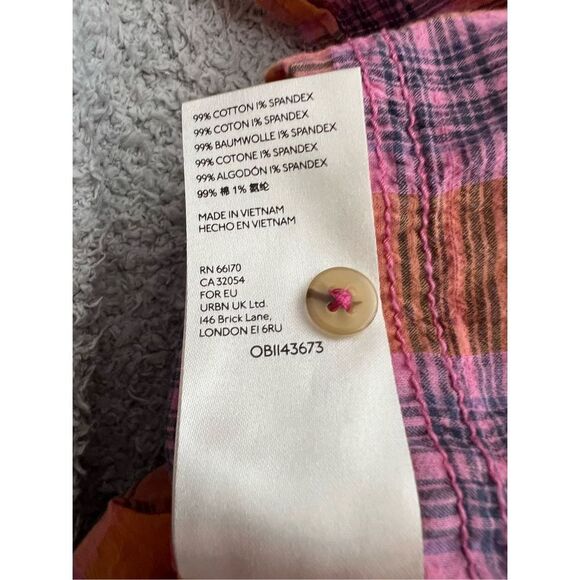 99% COTTON 1% SPANDEX
99% COTON 1% SPANDEX
99% BAUMWOLLE 1% SPANDEX
99% COTONE 1% SPANDEX
99% ALGODÓN 1% SPANDEX
99% 棉 1% 氨纶
MADE IN VIETNAM
HECHO EN VIETNAM
RN 66170
CA 32054
FOR EU
URBN UK Ltd.
146 Brick Lane,
LONDON E1 6RU
OB1143673